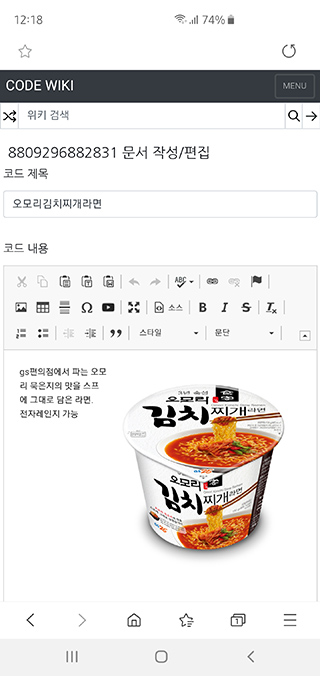 12:18
74%
CODE WIKI
MENU
위키 검색
8809296882831 문서 작성/편집
코드 제목
오모리김치찌개라면
코드 내용
ABC
소스
B I S Tx
스타일
문단
gs편의점에서 파는 오모
리 묵은지의 맛을 스프
에 그대로 담은 라면.
전자레인지 가능
3년 숙성
오모리
김치찌개라면
오모리
김치찌개라면
1